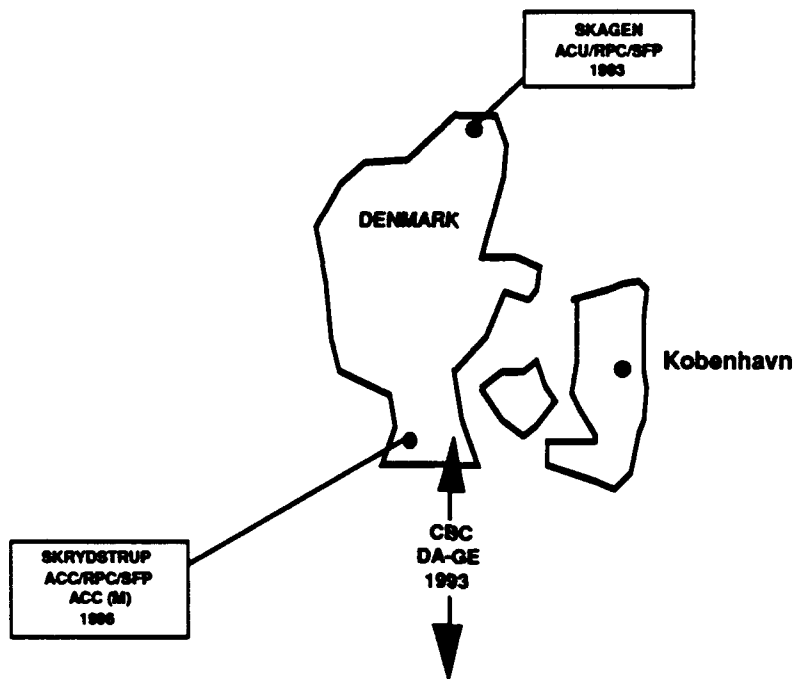 SKAGEN
ACU/RPC/SFP
1993
DENMARK
Kobenhavn
CBC
DA-GE
1993
SKRYDSTRUP
ACC/RPC/SFP
ACC (M)